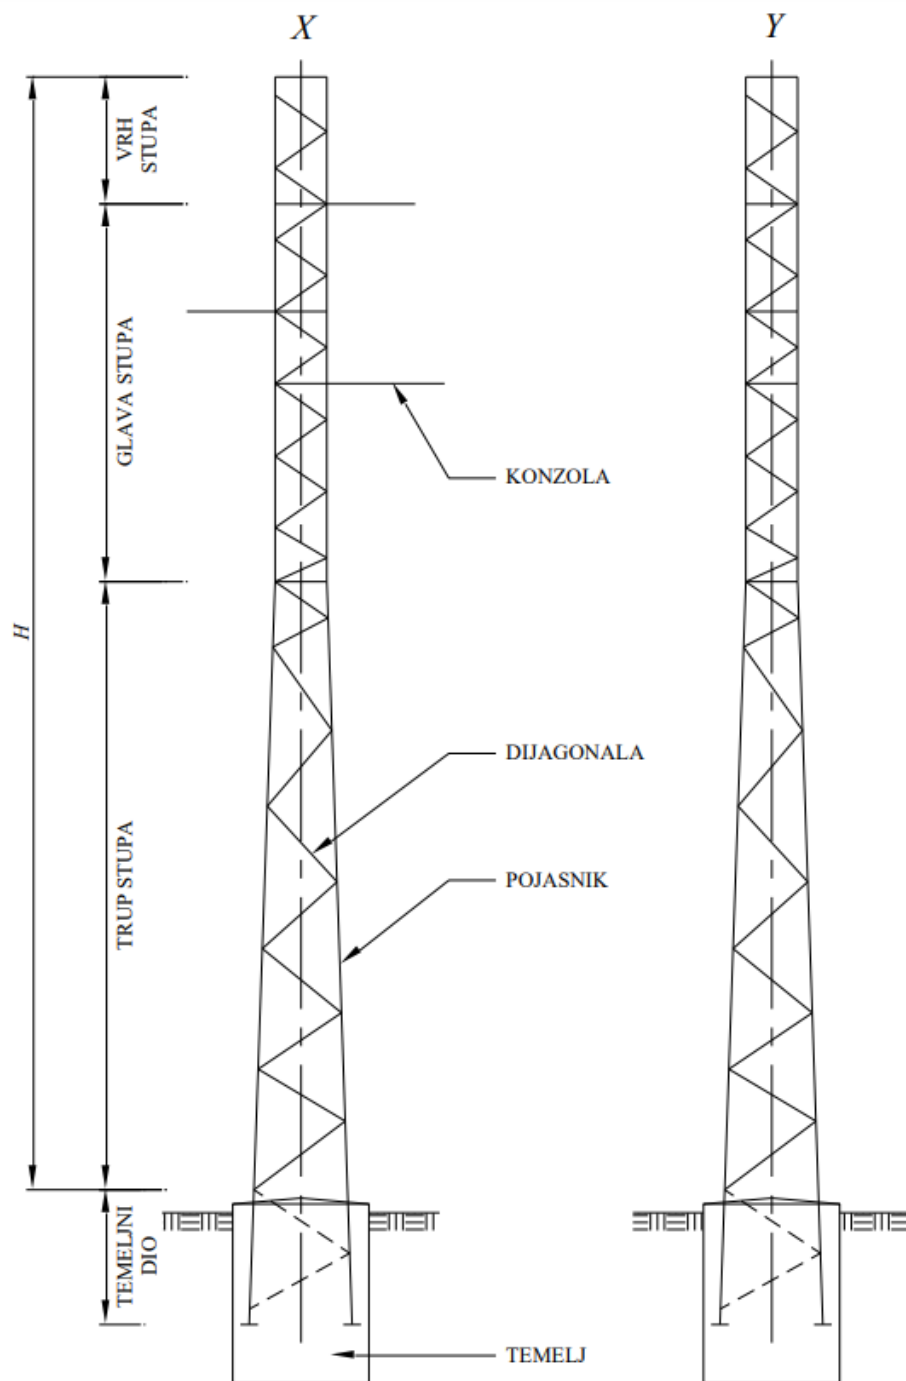 X
Y
VRH
STUPA
GLAVA STUPA
KONZOLA
H
DIJAGONALA
TRUP STUPA
POJASNIK
TEMELJNI
DIO
TEMELJ